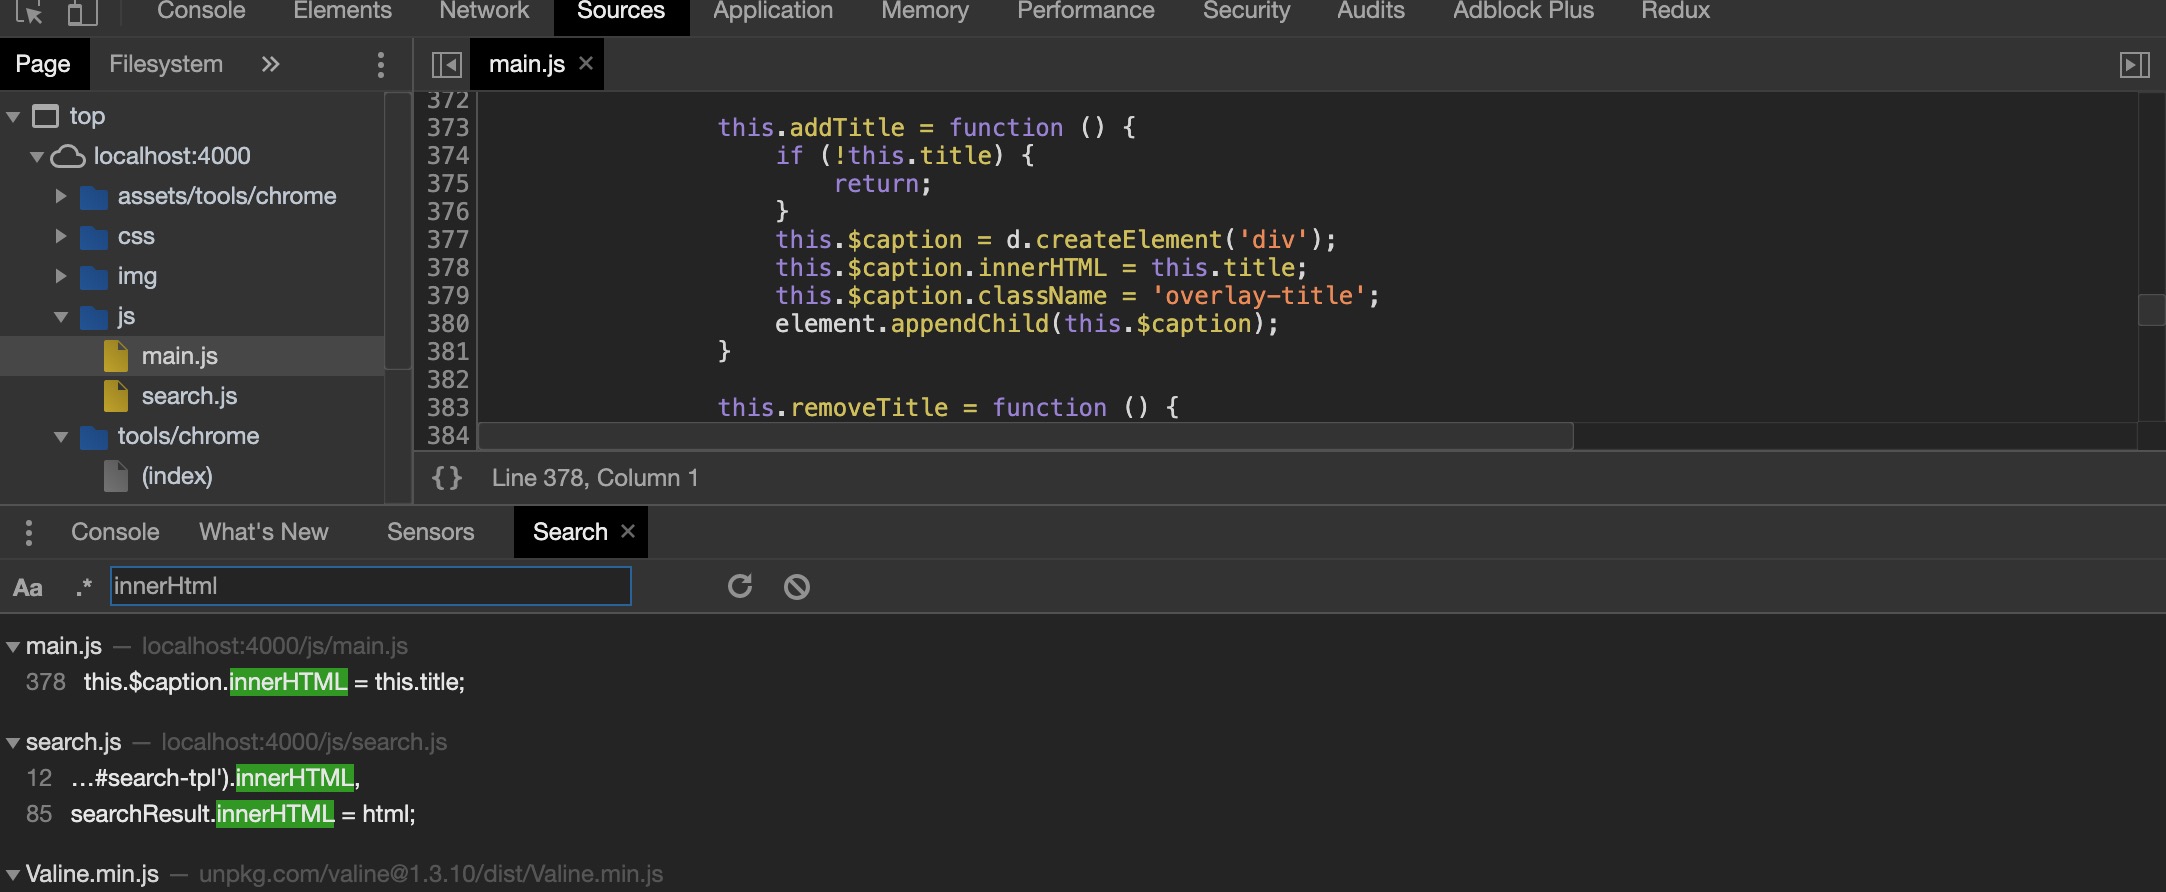 Console Elements Network Sources Application Memory Performance Security Audits Adblock Plus Redux
Page Filesystem »
top
localhost:4000
assets/tools/chrome
css
img
js
main.js
search.js
tools/chrome
(index)
main.js ×
372
373 this.addTitle = function () {
374 if (!this.title) {
375 return;
376 }
377 this.$caption = d.createElement('div');
378 this.$caption.innerHTML = this.title;
379 this.$caption.className = 'overlay-title';
380 element.appendChild(this.$caption);
381 }
382
383 this.removeTitle = function () {
384
{} Line 378, Column 1
Console What's New Sensors Search ×
Aa .* innerHtml
main.js — localhost:4000/js/main.js
378 this.$caption.innerHTML = this.title;
search.js — localhost:4000/js/search.js
12 …#search-tpl').innerHTML,
85 searchResult.innerHTML = html;
Valine.min.js — unpkg.com/valine@1.3.10/dist/Valine.min.js